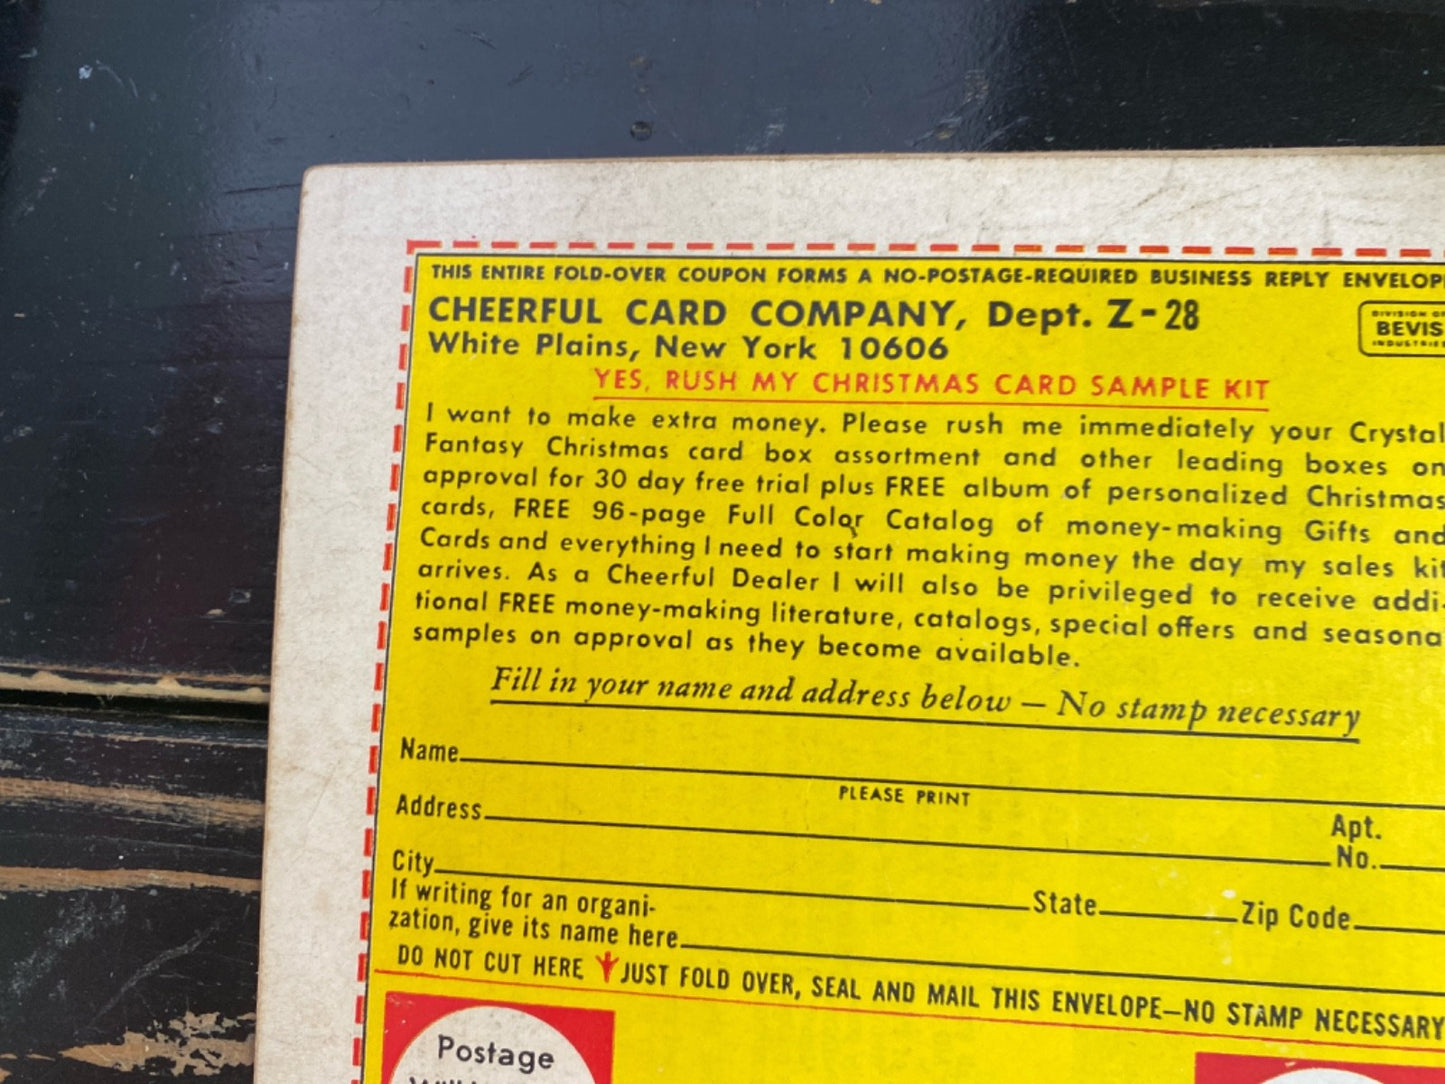 THIS ENTIRE FOLD-OVER COUPON FORMS A NO-POSTAGE-REQUIRED BUSINESS REPLY ENVELOP
CHEERFUL CARD COMPANY, Dept. Z-28
White Plains, New York 10606
DIVISION OF
BEVIS
INDUSTRIES
YES, RUSH MY CHRISTMAS CARD SAMPLE KIT
I want to make extra money. Please rush me immediately your Crystal
Fantasy Christmas card box assortment and other leading boxes on
approval for 30 day free trial plus FREE album of personalized Christmas
cards, FREE 96-page Full Color Catalog of money-making Gifts and
Cards and everything I need to start making money the day my sales kit
arrives. As a Cheerful Dealer I will also be privileged to receive addi-
tional FREE money-making literature, catalogs, special offers and seasona
samples on approval as they become available.
Fill in your name and address below — No stamp necessary
Name
PLEASE PRINT
Address
Apt.
No.
City
State
Zip Code
If writing for an organi-
zation, give its name here
DO NOT CUT HERE JUST FOLD OVER, SEAL AND MAIL THIS ENVELOPE—NO STAMP NECESSARY
Postage